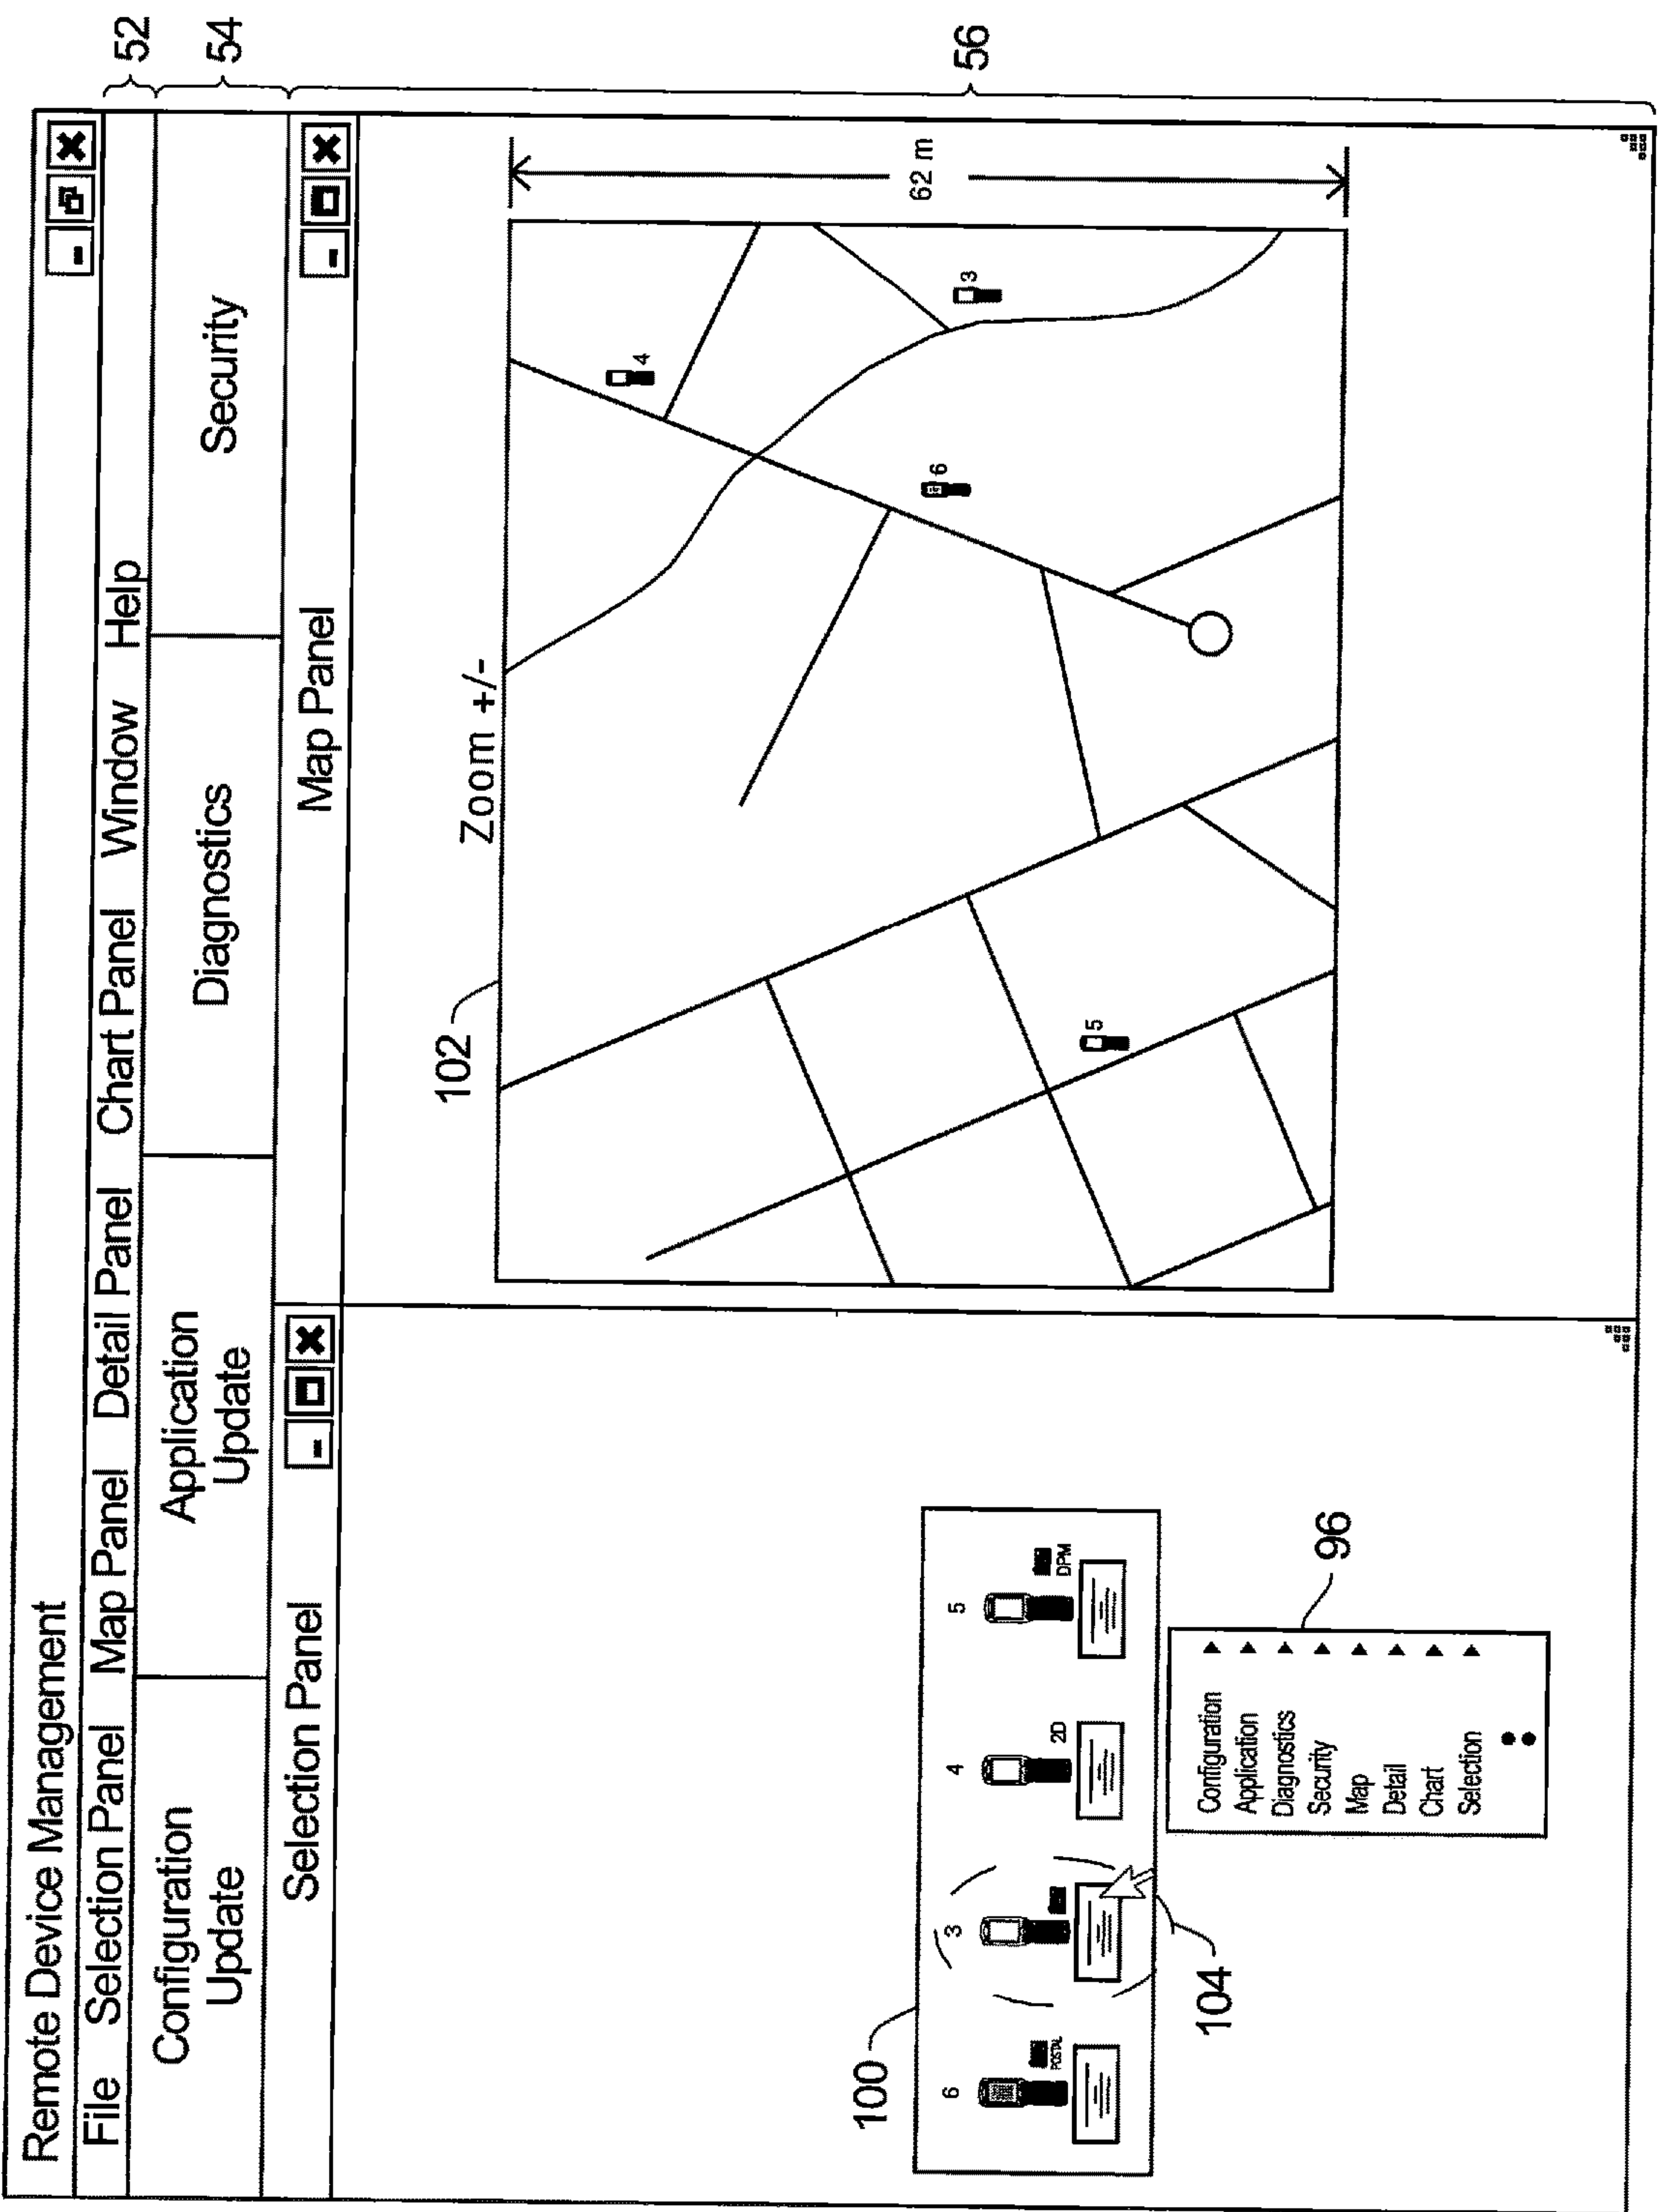 Remote Device Management
File Selection Panel Map Panel Detail Panel Chart Panel Window Help
52
Configuration Update
Application Update
Diagnostics
Security
54
Selection Panel
Map Panel
56
100
6
3
4
5
POSTAL
2D
DPM
104
96
Configuration
Application
Diagnostics
Security
Map
Detail
Chart
Selection
102
Zoom +/-
4
3
6
5
62 m